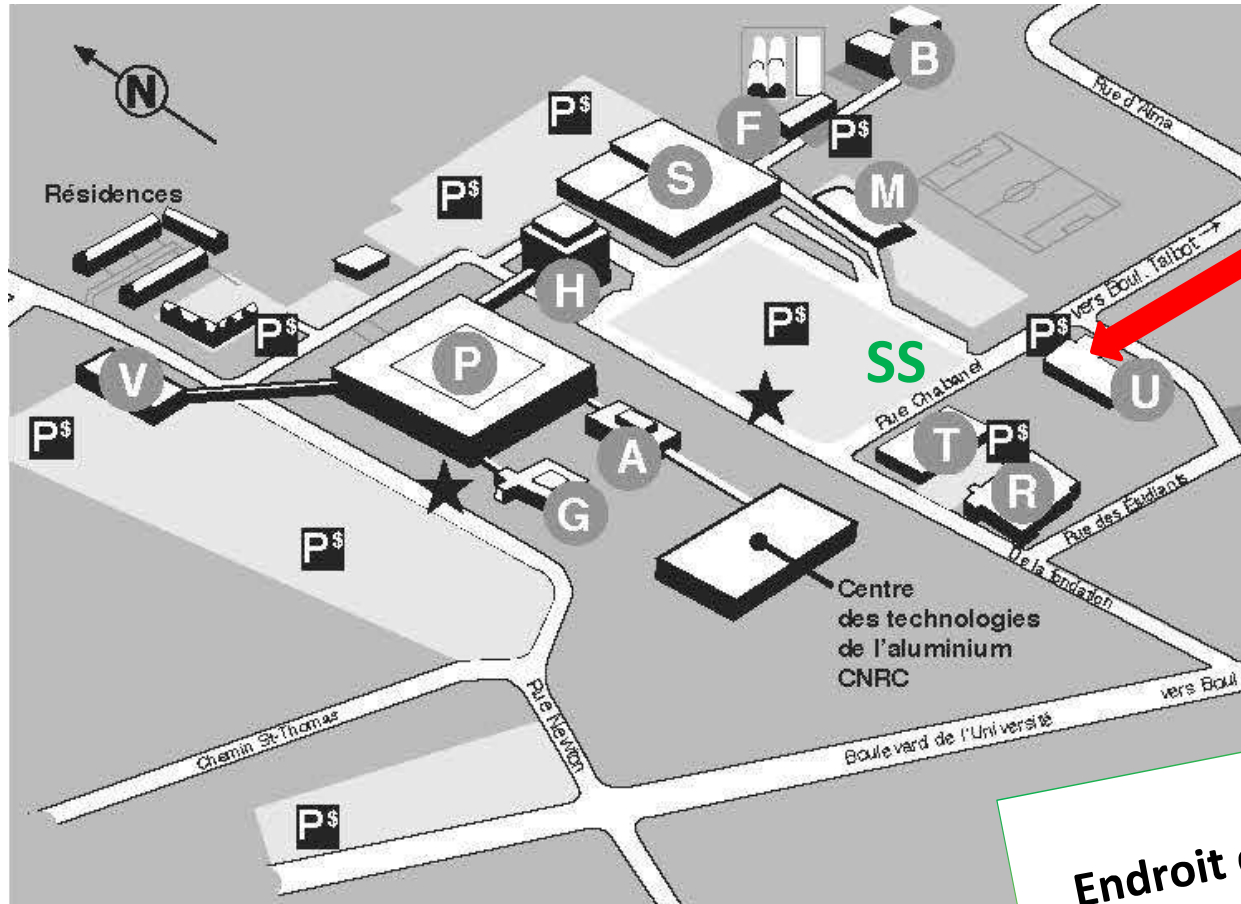 N
Résidences
P$
P$
P$
B
F
S
M
Rue d'Alma
H
P$
P$
V
P
P$
SS
vers Boul. Talbot →
P$
U
Rue Chabanel
T
P$
R
A
G
Rue des Etudiants
De la fondation
P$
Centre
des technologies
de l'aluminium
CNRC
Chemin St-Thomas
Rue Newton
Boulevard de l'Université
vers Boul
P$
Endroit